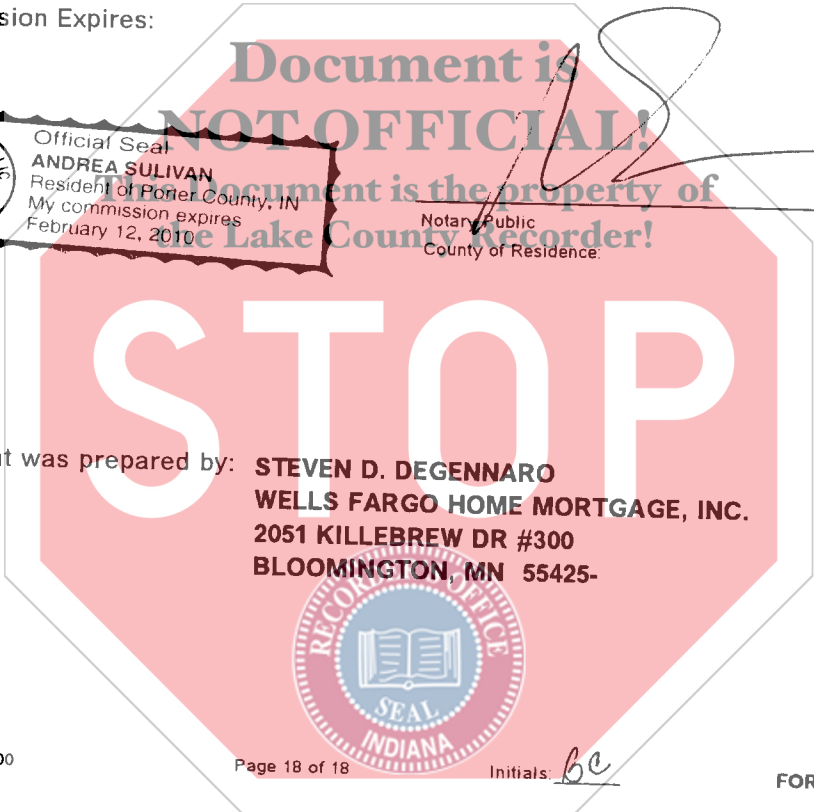 sion Expires:
Document is
NOT OFFICIAL!
This Document is the property of
the Lake County Recorder!
Official Seal
ANDREA SULIVAN
Resident of Porter County, IN
My commission expires
February 12, 2010
Notary Public
County of Residence:
STOP
t was prepared by: STEVEN D. DEGENNARO
WELLS FARGO HOME MORTGAGE, INC.
2051 KILLEBREW DR #300
BLOOMINGTON, MN 55425-
RECORDER'S OFFICE
SEAL
INDIANA
Page 18 of 18
Initials: BC
FOR